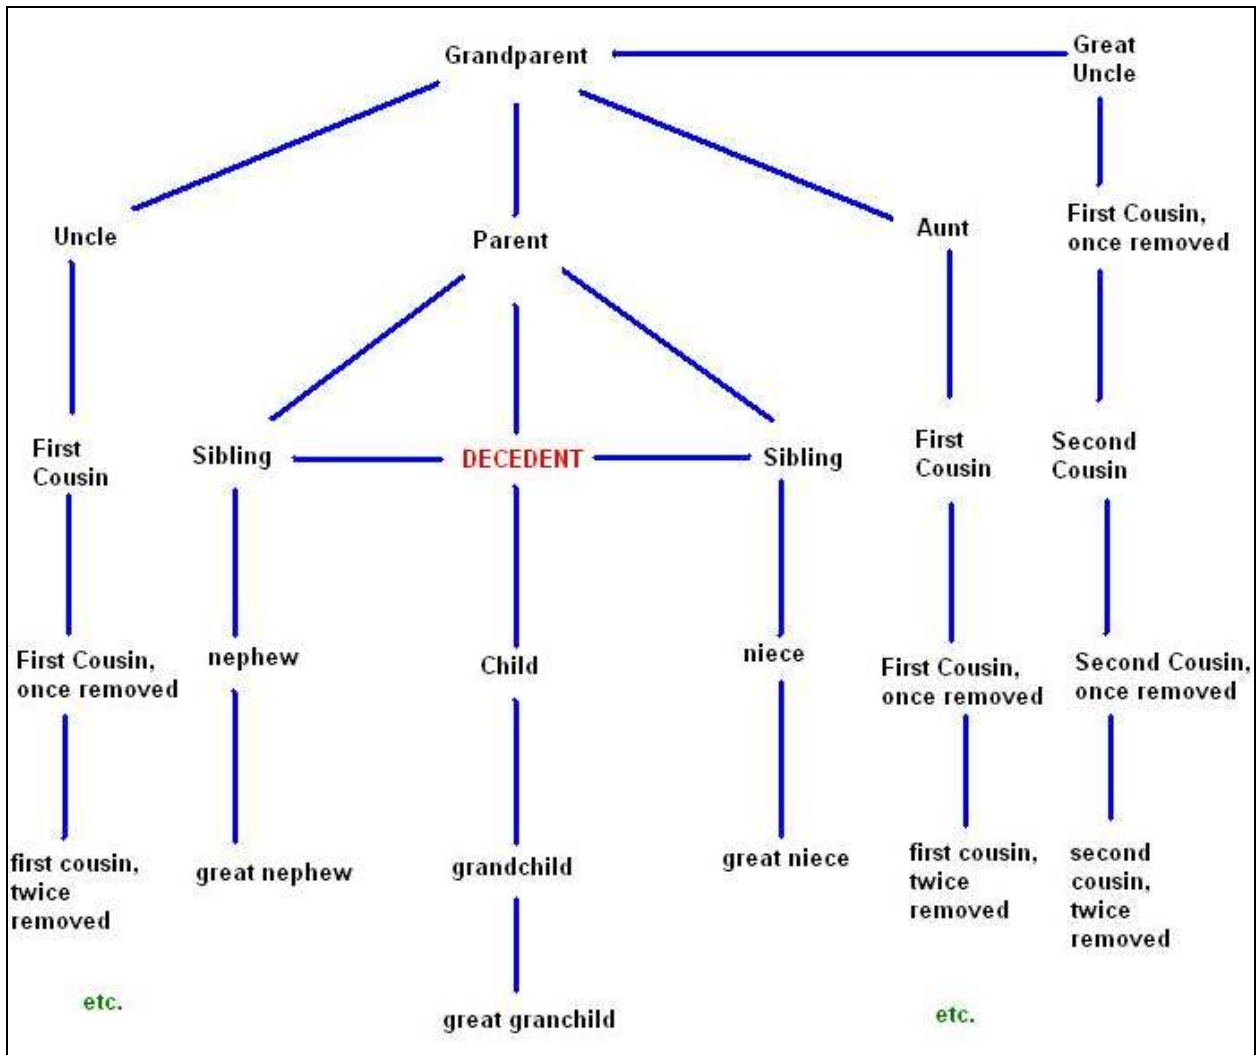 Grandparent
Great
Uncle
First Cousin,
once removed
Uncle
Parent
Aunt
First
Cousin
Sibling
DECEDENT
Sibling
First
Cousin
Second
Cousin
First Cousin,
once removed
nephew
Child
niece
First Cousin,
once removed
Second Cousin,
once removed
first cousin,
twice
removed
great nephew
grandchild
great niece
first cousin,
twice
removed
second
cousin,
twice
removed
etc.
great granchild
etc.